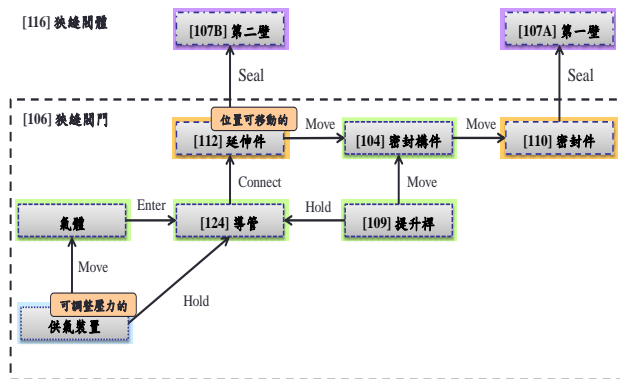 [116] 狹縫閥體
[107B] 第二壁
[107A] 第一壁
Seal
Seal
[106] 狹縫閥門
位置可移動的
[112] 延伸件
Move
[104] 密封構件
Move
[110] 密封件
Connect
Move
氣體
Enter
[124] 導管
Hold
[109] 提升桿
Move
Hold
可調整壓力的
供氣裝置